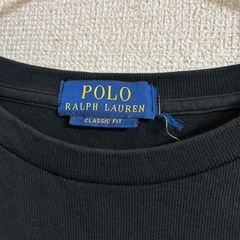 POLO
RALPH LAUREN
CLASSIC FIT